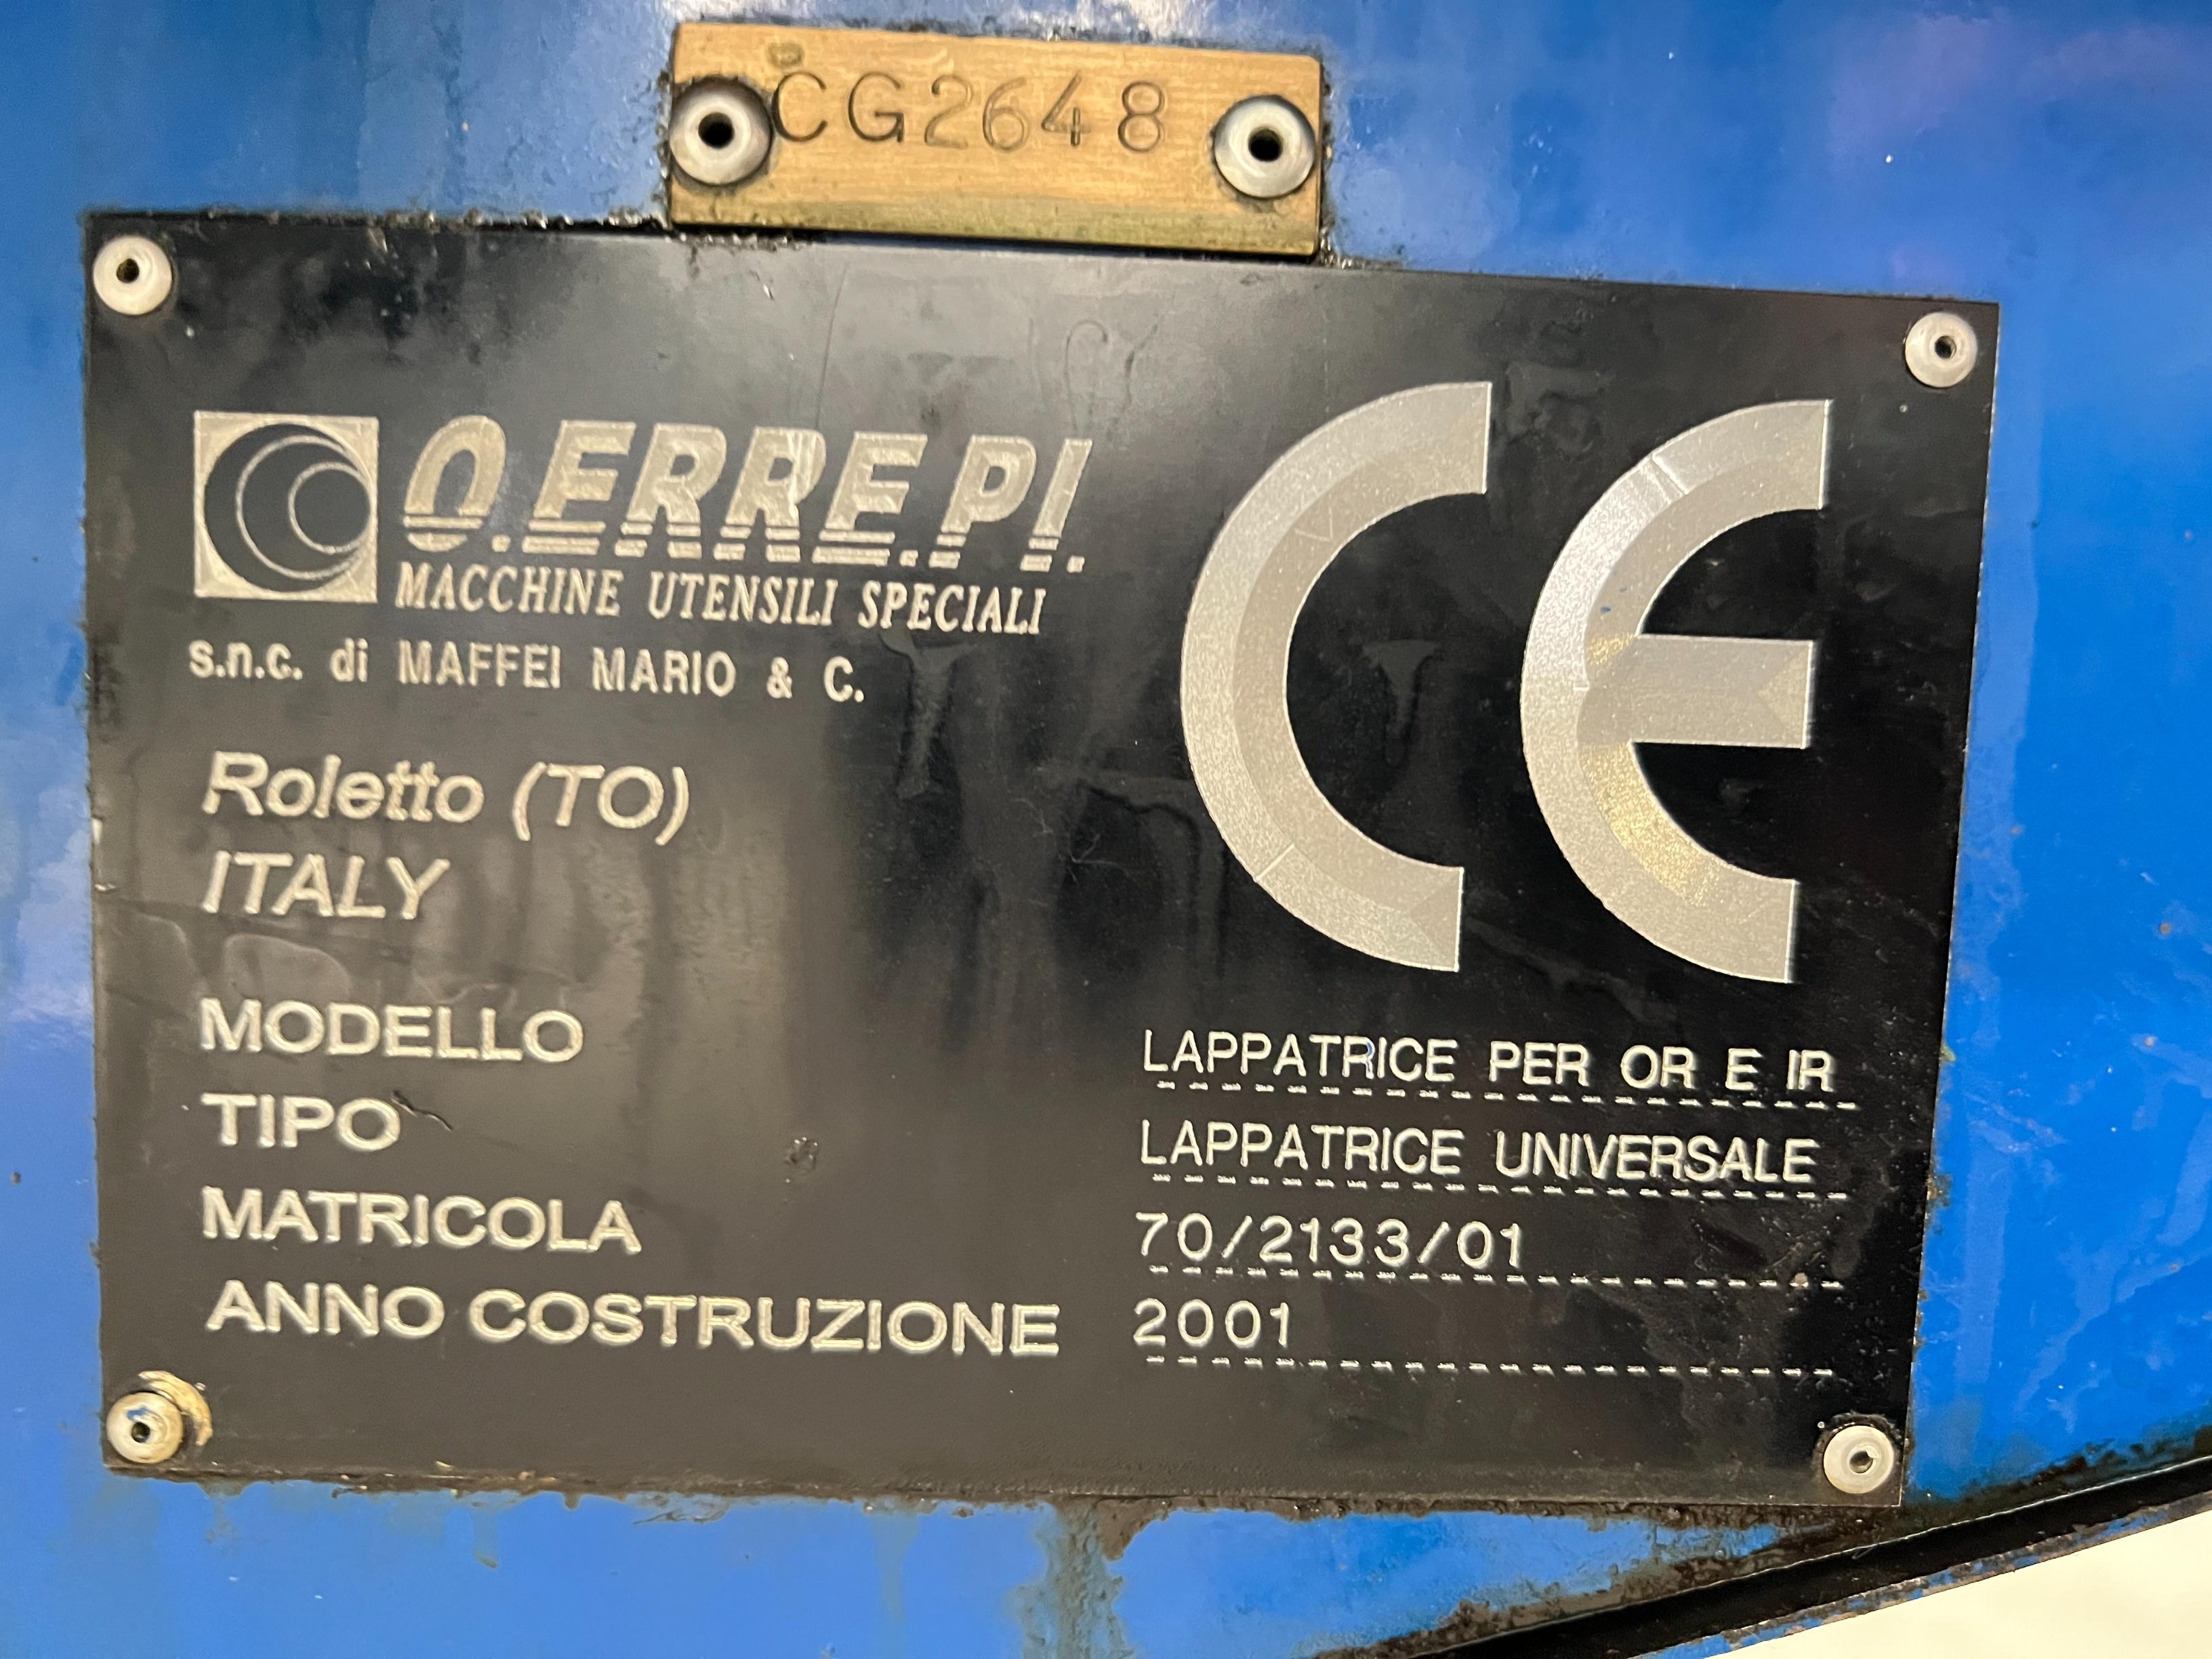 CG2648
O.ERRE.PI.
MACCHINE UTENSILI SPECIALI
s.n.c. di MAFFEI MARIO & C.
Roletto (TO)
ITALY
CE
MODELLO LAPPATRICE PER OR E IR
TIPO LAPPATRICE UNIVERSALE
MATRICOLA 70/2133/01
ANNO COSTRUZIONE 2001